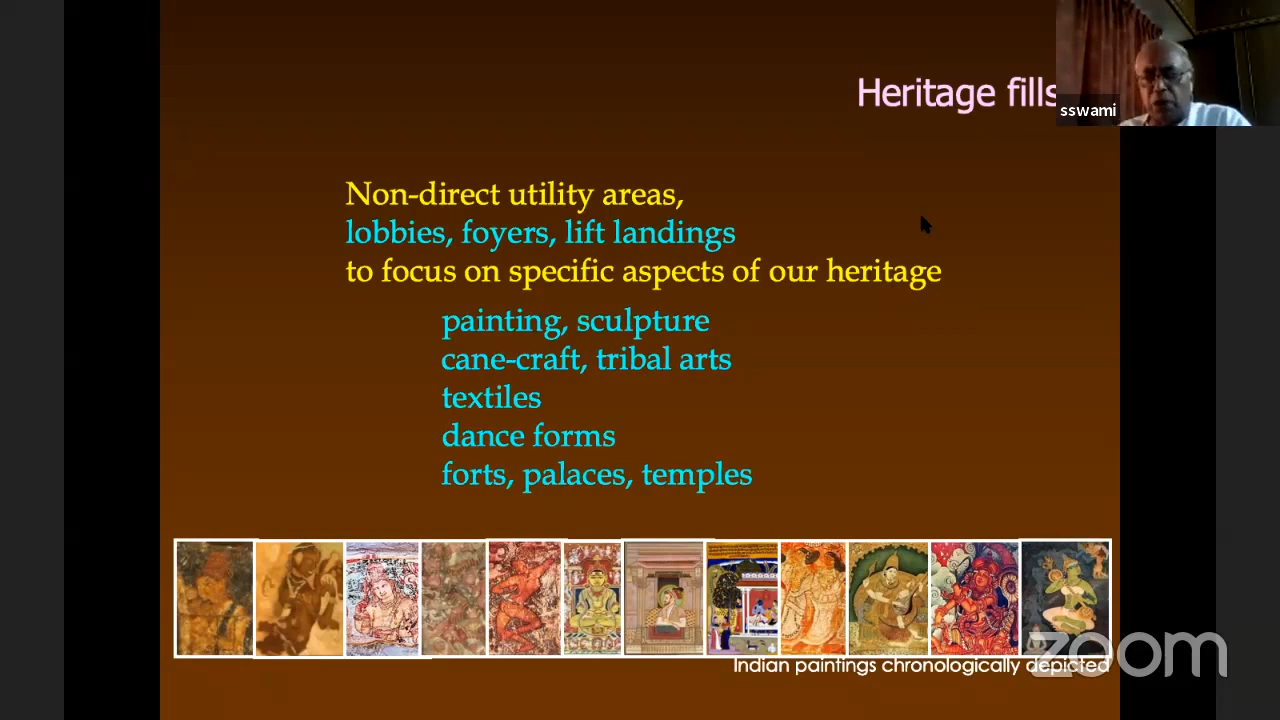 Heritage fills
sswami
Non-direct utility areas,
lobbies, foyers, lift landings
to focus on specific aspects of our heritage
painting, sculpture
cane-craft, tribal arts
textiles
dance forms
forts, palaces, temples
Indian paintings chronologically depicted
zoom